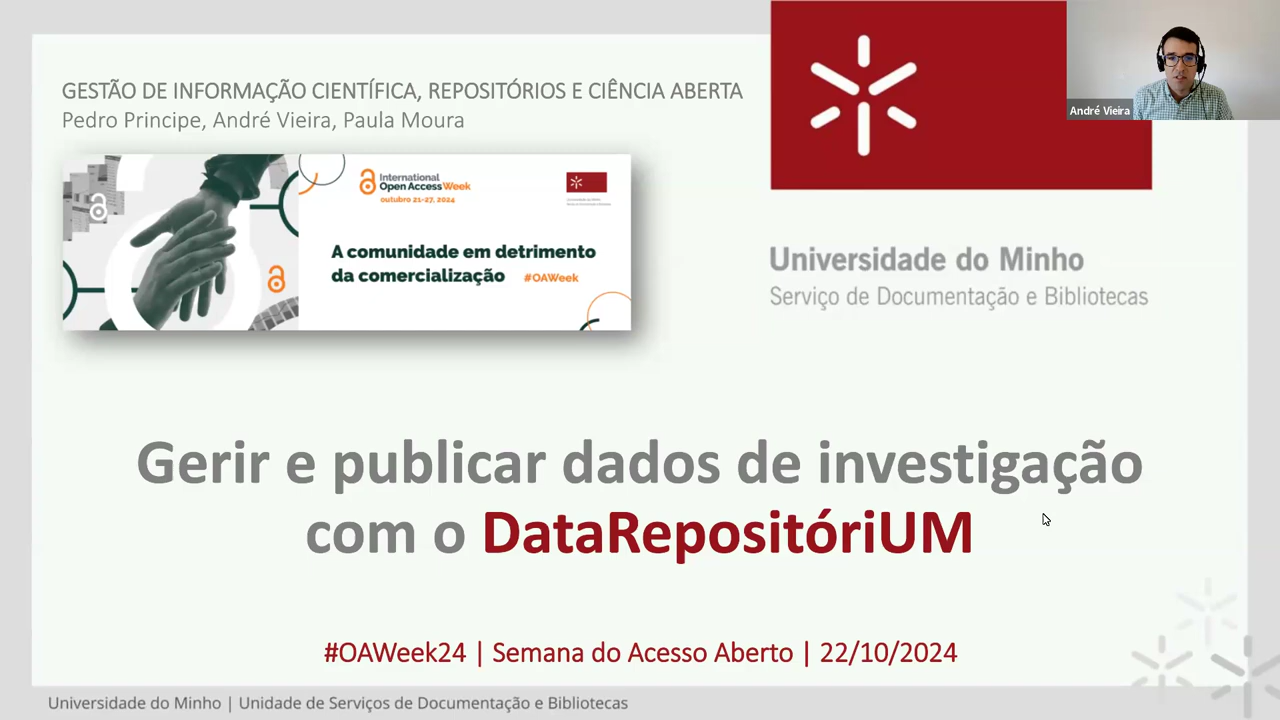 GESTÃO DE INFORMAÇÃO CIENTÍFICA, REPOSITÓRIOS E CIÊNCIA ABERTA
Pedro Principe, André Vieira, Paula Moura
André Vieira
International
Open Access Week
outubro 21-27, 2024
A comunidade em detrimento
da comercialização #OAWeek
Universidade do Minho
Serviço de Documentação e Bibliotecas
Gerir e publicar dados de investigação
com o DataRepositóriUM
#OAWeek24 | Semana do Acesso Aberto | 22/10/2024
Universidade do Minho | Unidade de Serviços de Documentação e Bibliotecas